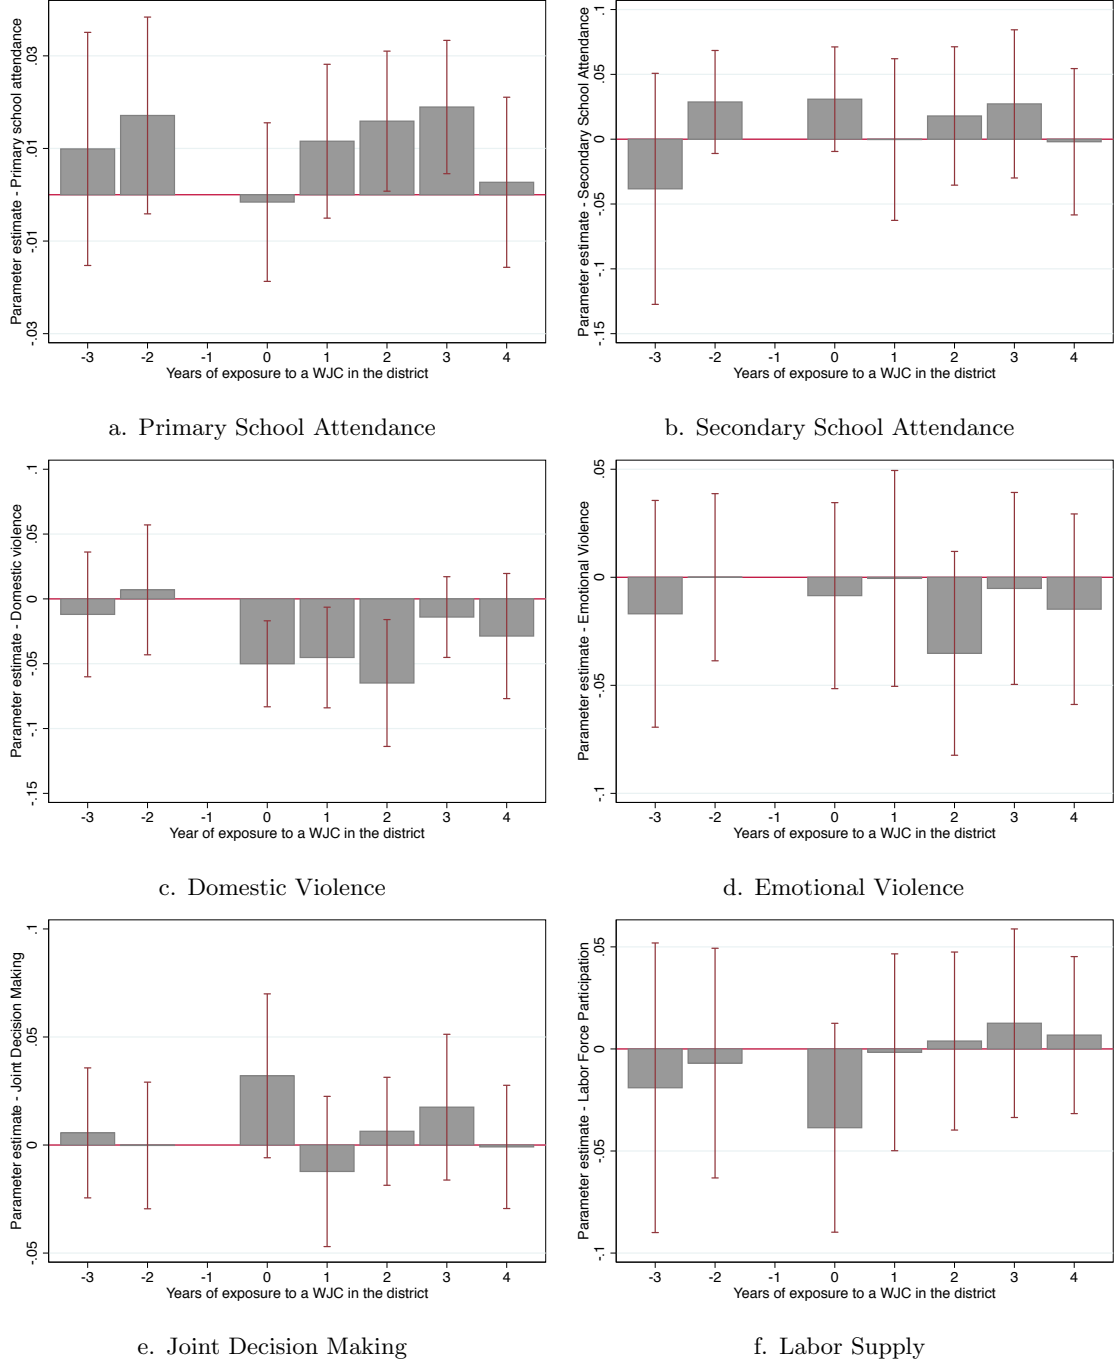 Parameter estimate - Primary school attendance
.03
.01
-.01
-.03
-3 -2 -1 0 1 2 3 4
Years of exposure to a WJC in the district
a. Primary School Attendance
Parameter estimate - Secondary School Attendance
.1
.05
0
-.05
-.1
-.15
-3 -2 -1 0 1 2 3 4
Years of exposure to a WJC in the district
b. Secondary School Attendance
Parameter estimate - Domestic violence
.1
.05
0
-.05
-.1
-.15
-3 -2 -1 0 1 2 3 4
Year of exposure to a WJC in the district
c. Domestic Violence
Parameter estimate - Emotional Violence
.05
0
-.05
-.1
-3 -2 -1 0 1 2 3 4
Years of exposure to a WJC in the district
d. Emotional Violence
Parameter estimate - Joint Decision Making
.1
.05
0
-.05
-3 -2 -1 0 1 2 3 4
Years of exposure to a WJC in the district
e. Joint Decision Making
Parameter estimate - Labor Force Participation
.05
0
-.05
-.1
-3 -2 -1 0 1 2 3 4
Years of exposure to a WJC in the district
f. Labor Supply